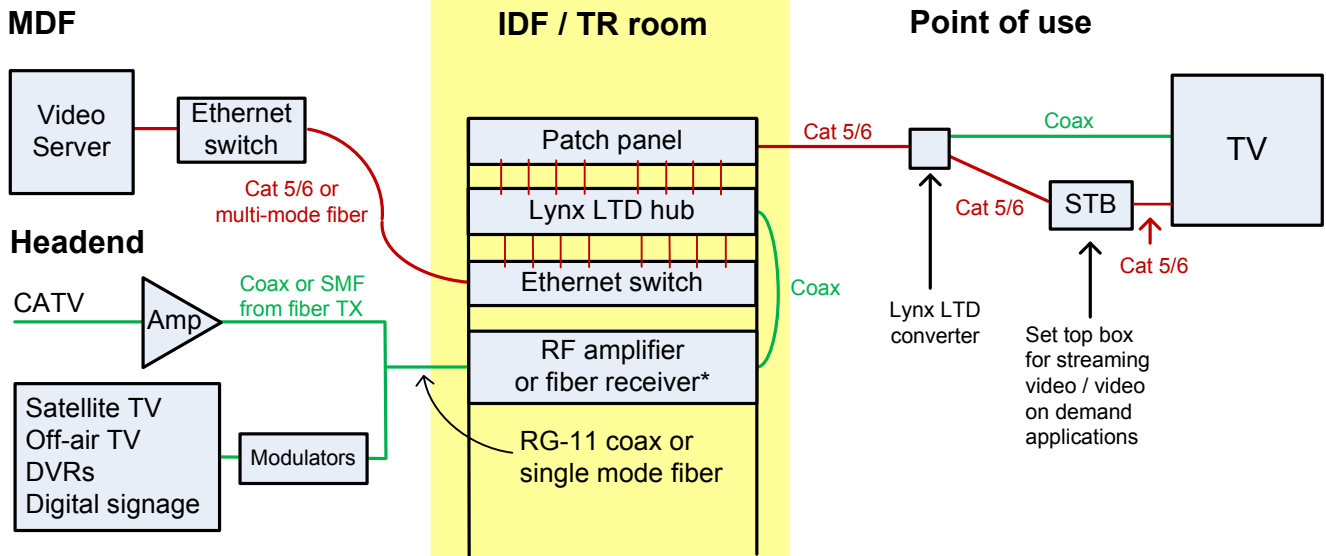 MDF
IDF / TR room
Point of use
Video
Server
Ethernet
switch
Cat 5/6 or
multi-mode fiber
Headend
CATV
Amp
Coax or SMF
from fiber TX
Satellite TV
Off-air TV
DVRs
Digital signage
Modulators
Patch panel
Lynx LTD hub
Ethernet switch
RF amplifier
or fiber receiver*
Coax
RG-11 coax or
single mode fiber
Cat 5/6
Coax
TV
Cat 5/6
STB
Cat 5/6
Lynx LTD
converter
Set top box
for streaming
video / video
on demand
applications